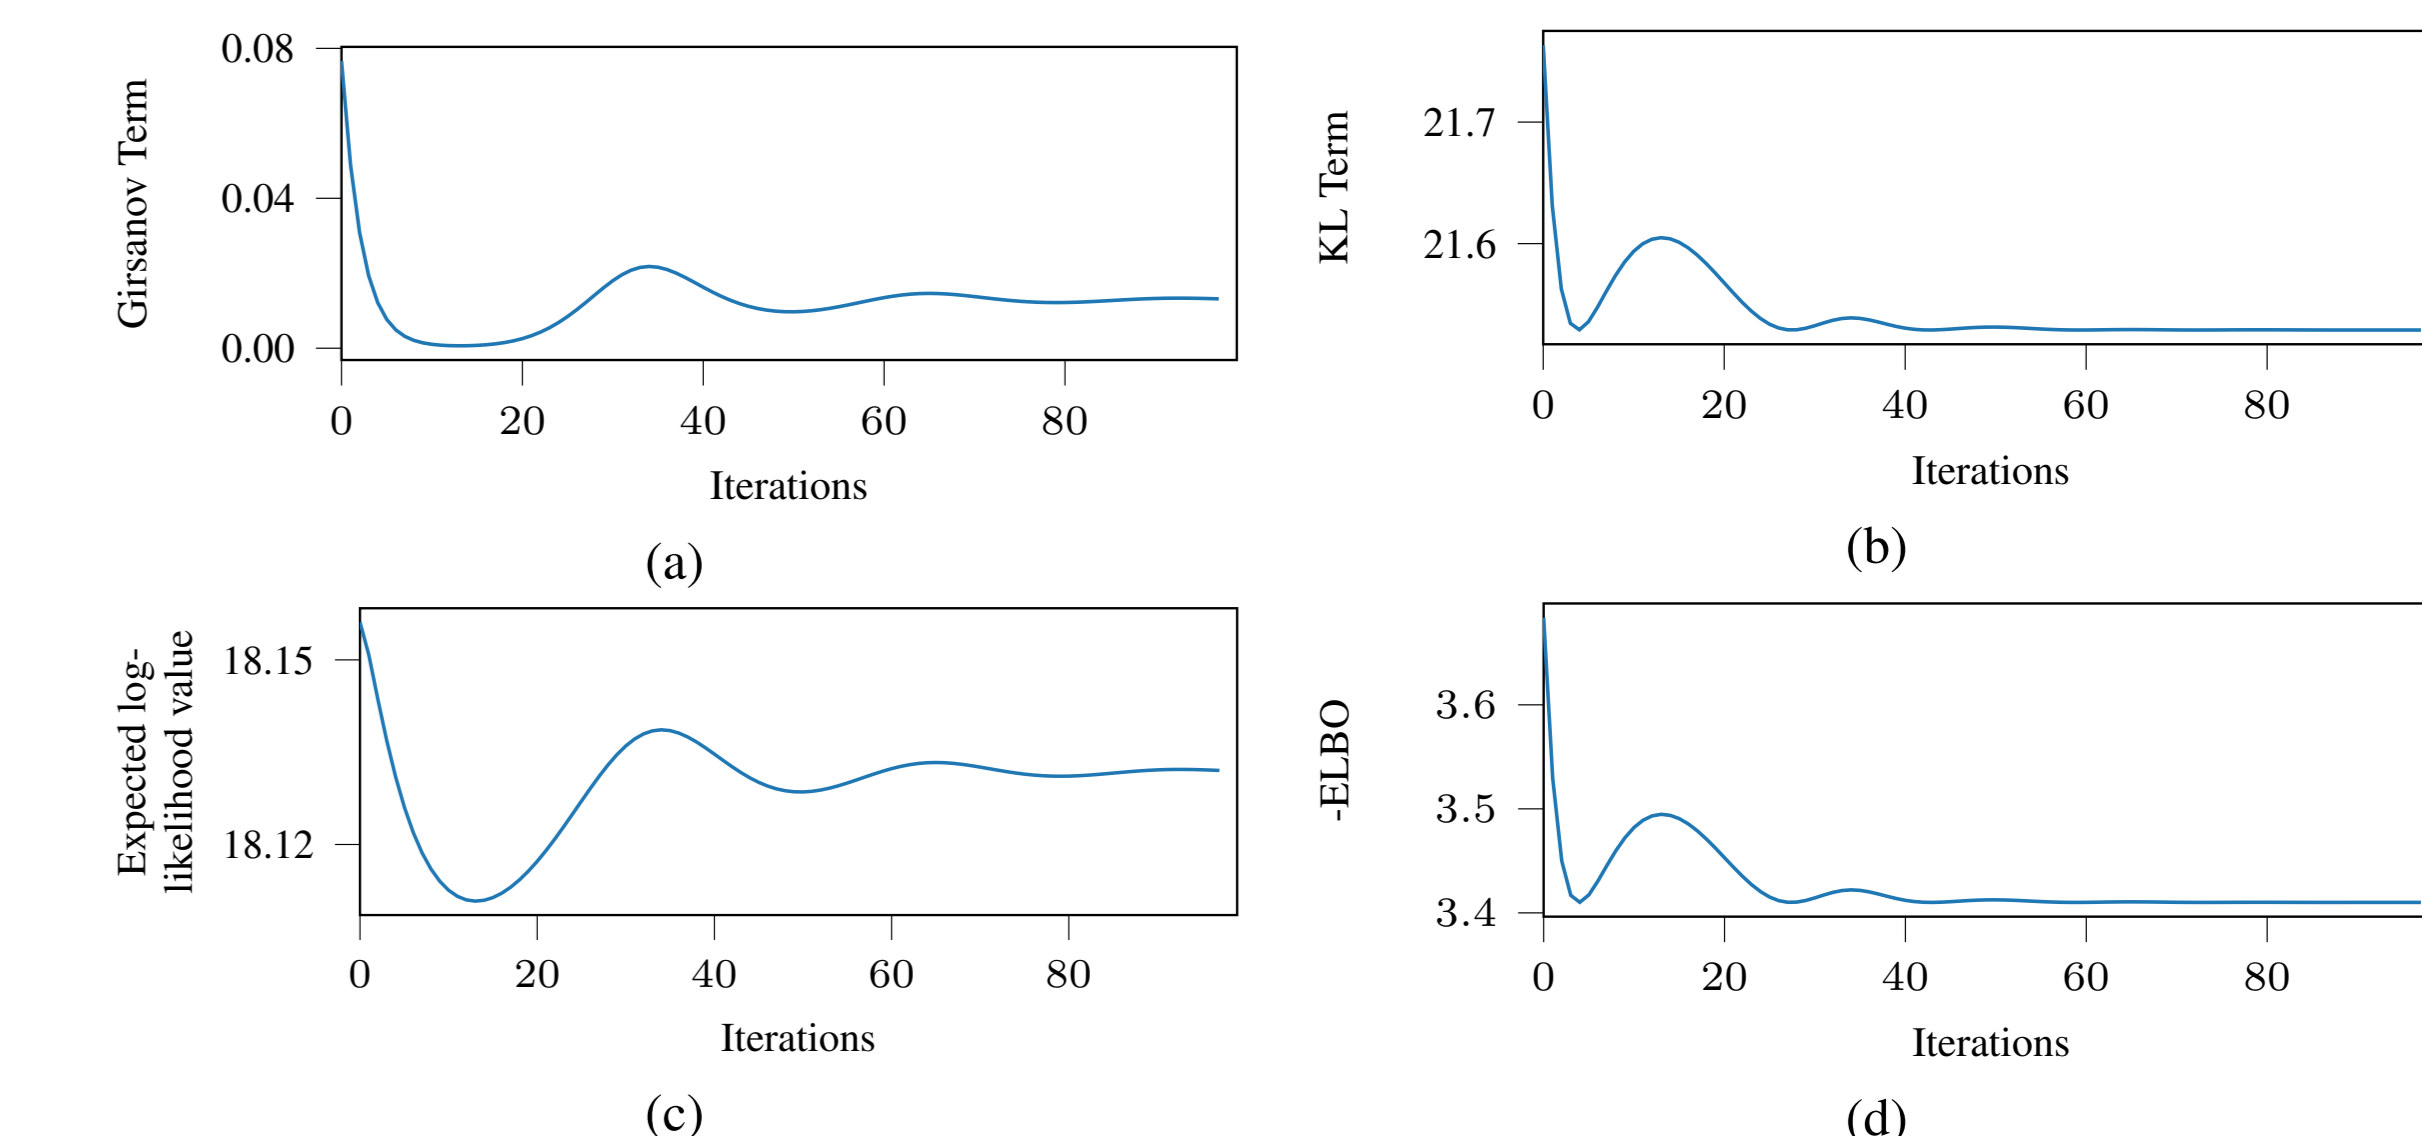 Girsanov Term
0.08
0.04
0.00
0 20 40 60 80
Iterations
(a)
KL Term
21.7
21.6
0 20 40 60 80
Iterations
(b)
Expected log-
likelihood value
18.15
18.12
0 20 40 60 80
Iterations
(c)
-ELBO
3.6
3.5
3.4
0 20 40 60 80
Iterations
(d)